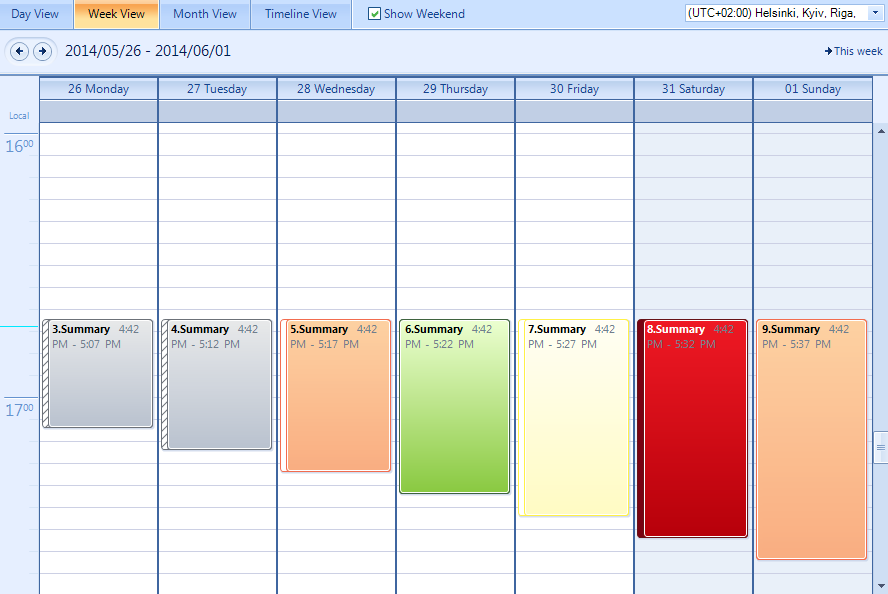 Day View Week View Month View Timeline View Show Weekend (UTC+02:00) Helsinki, Kyiv, Riga,
2014/05/26 - 2014/06/01 This week
26 Monday 27 Tuesday 28 Wednesday 29 Thursday 30 Friday 31 Saturday 01 Sunday
Local
16 00
3.Summary 4:42
PM - 5:07 PM
4.Summary 4:42
PM - 5:12 PM
5.Summary 4:42
PM - 5:17 PM
6.Summary 4:42
PM - 5:22 PM
7.Summary 4:42
PM - 5:27 PM
8.Summary 4:42
PM - 5:32 PM
9.Summary 4:42
PM - 5:37 PM
17 00